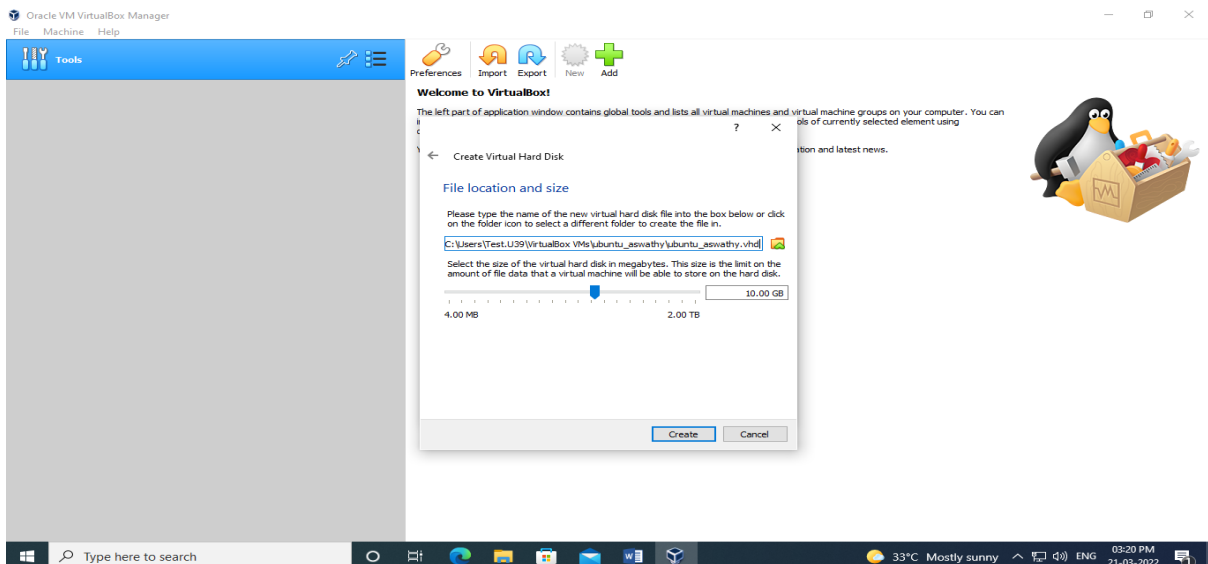 Oracle VM VirtualBox Manager
File Machine Help
Tools
Preferences Import Export New Add
Welcome to VirtualBox!
The left part of application window contains global tools and lists all virtual machines and virtual machine groups on your computer. You can
ols of currently selected element using
tion and latest news.
? ×
← Create Virtual Hard Disk
File location and size
Please type the name of the new virtual hard disk file into the box below or click
on the folder icon to select a different folder to create the file in.
C:\Users\Test.U39\VirtualBox VMs\ubuntu_aswathy\ubuntu_aswathy.vhd
Select the size of the virtual hard disk in megabytes. This size is the limit on the
amount of file data that a virtual machine will be able to store on the hard disk.
10.00 GB
4.00 MB 2.00 TB
Create Cancel
Type here to search
33°C Mostly sunny ENG 03:20 PM
21-03-2022